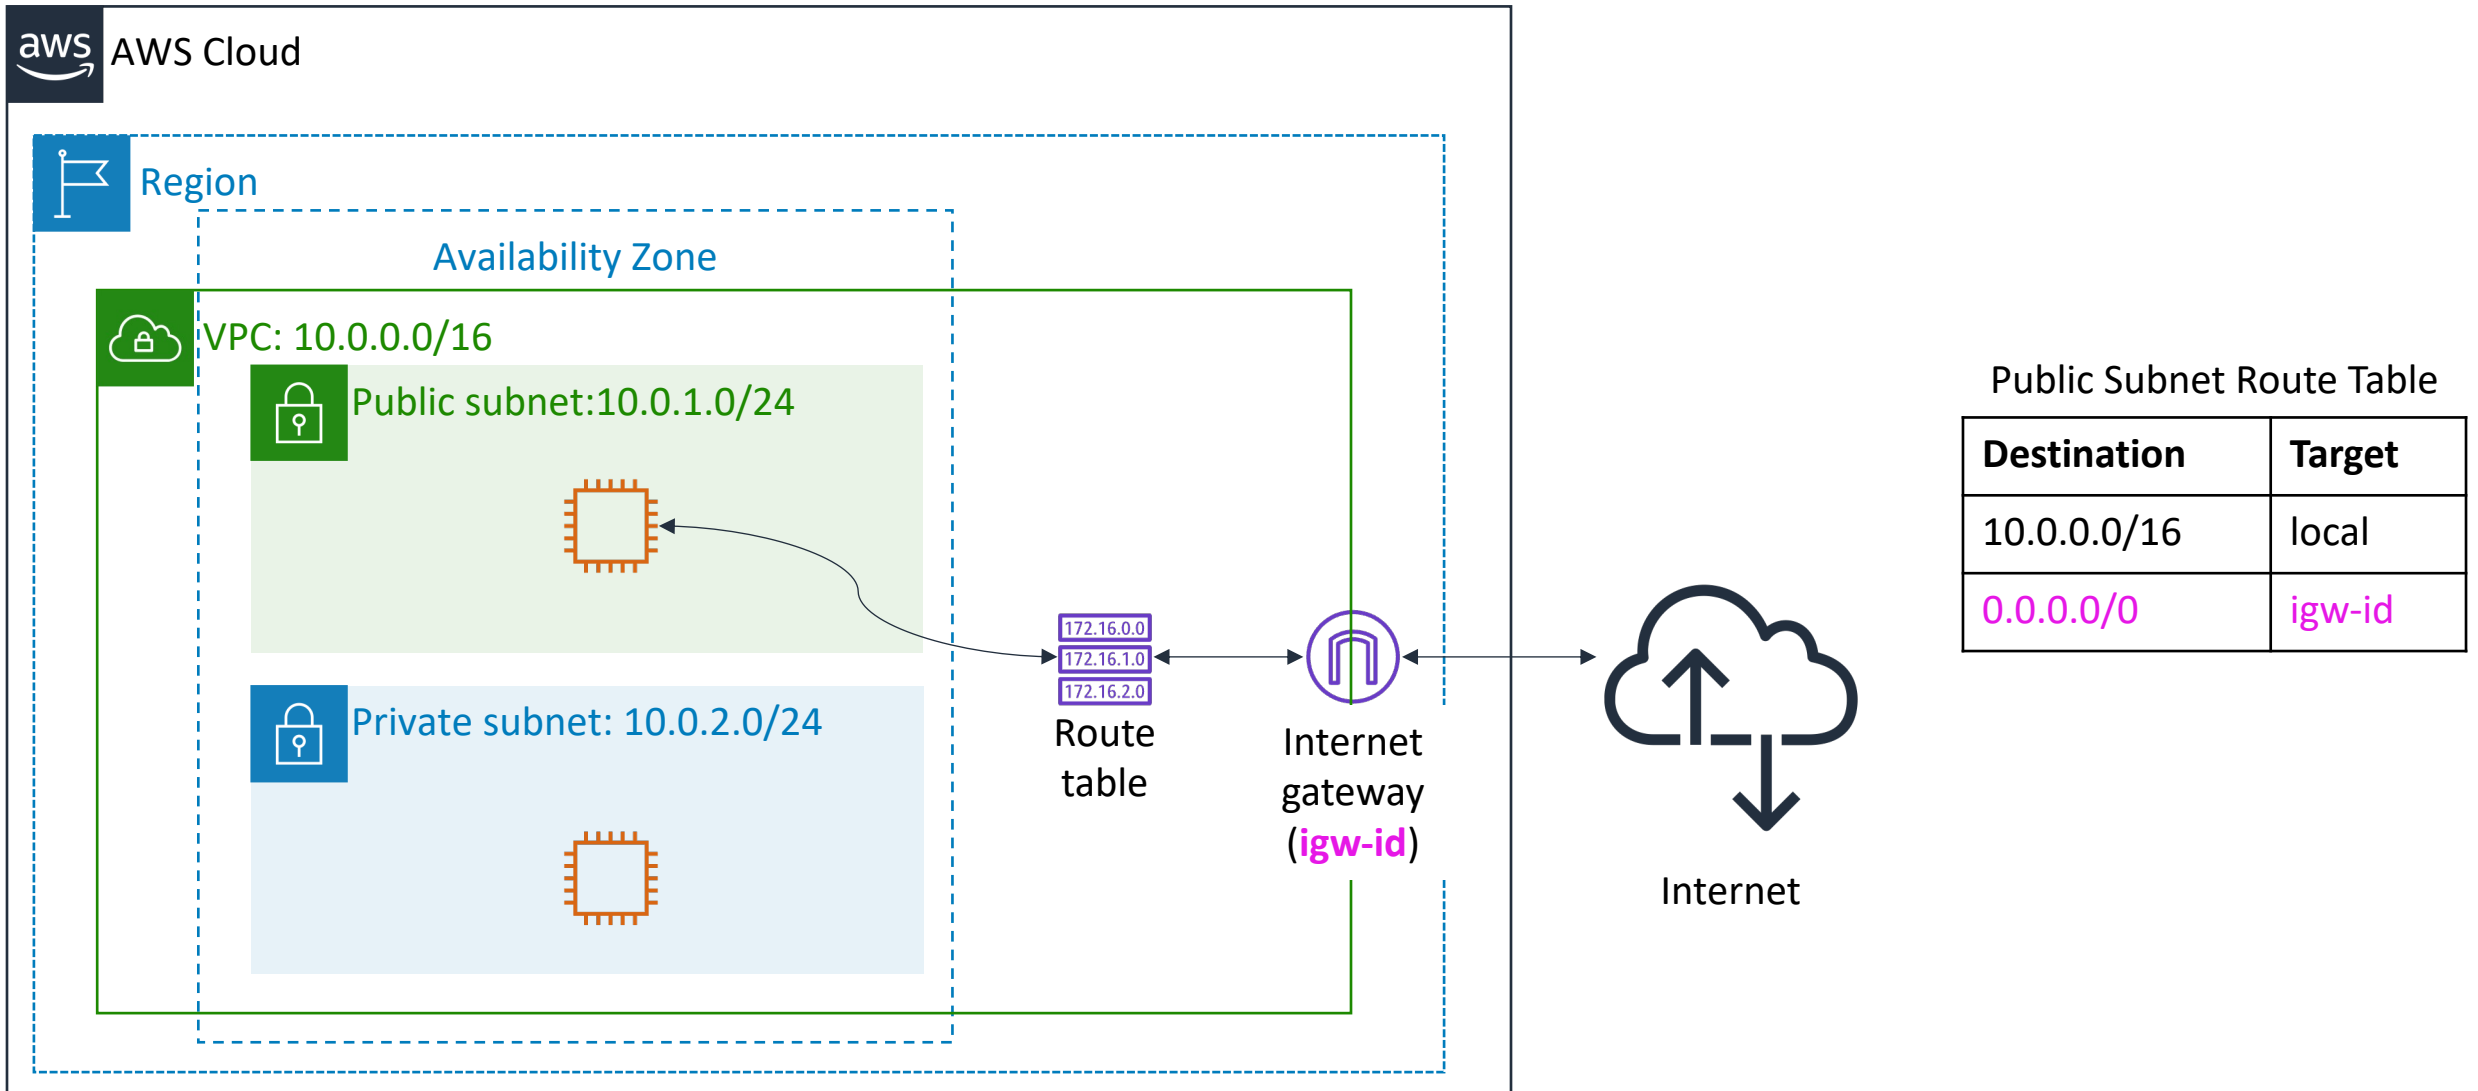 aws
AWS Cloud
Region
Availability Zone
VPC: 10.0.0.0/16
Public subnet:10.0.1.0/24
Private subnet: 10.0.2.0/24
172.16.0.0
172.16.1.0
172.16.2.0
Route
table
Internet
gateway
(igw-id)
Internet
Public Subnet Route Table
Destination Target
10.0.0.0/16 local
0.0.0.0/0 igw-id